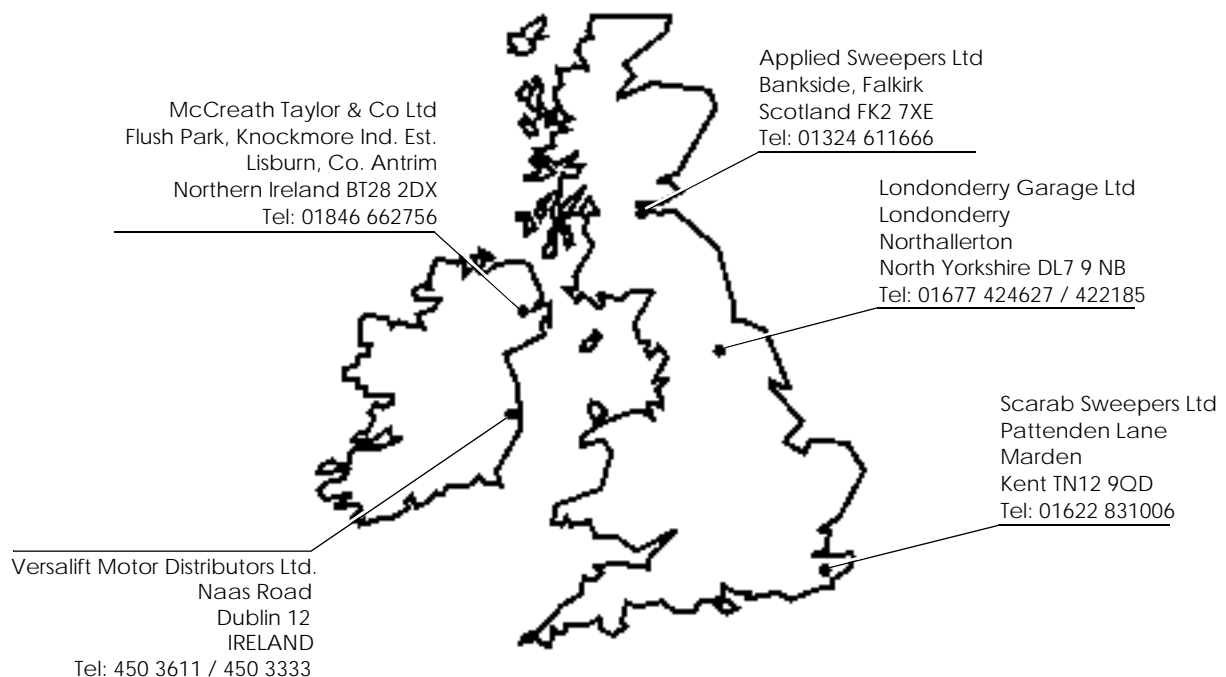 Applied Sweepers Ltd
Bankside, Falkirk
Scotland FK2 7XE
Tel: 01324 611666
McCreath Taylor & Co Ltd
Flush Park, Knockmore Ind. Est.
Lisburn, Co. Antrim
Northern Ireland BT28 2DX
Tel: 01846 662756
Londonderry Garage Ltd
Londonderry
Northallerton
North Yorkshire DL7 9 NB
Tel: 01677 424627 / 422185
Scarab Sweepers Ltd
Pattenden Lane
Marden
Kent TN12 9QD
Tel: 01622 831006
Versalift Motor Distributors Ltd.
Naas Road
Dublin 12
IRELAND
Tel: 450 3611 / 450 3333